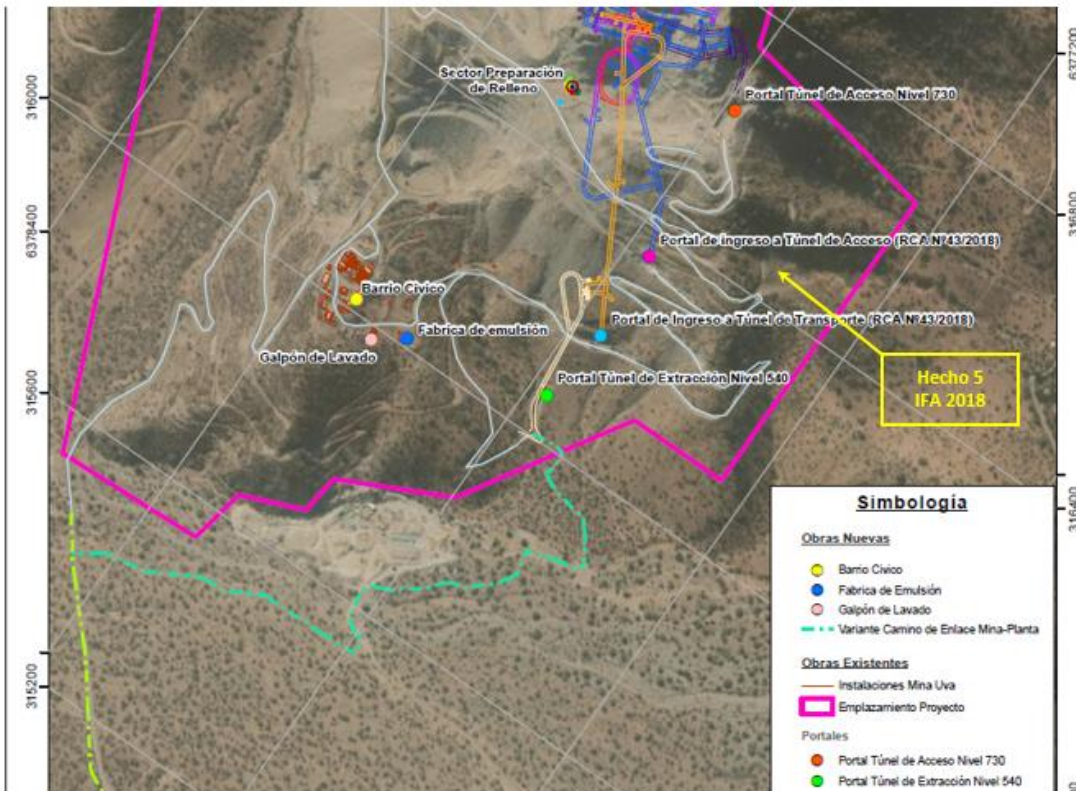 Sector Preparación
de Relleno
Portal Túnel de Acceso Nivel 730
6377200
316000
316800
6378400
Portal de ingreso a Túnel de Acceso (RCA Nº43/2018)
Barrio Cívico
Fabrica de emulsión
Portal de Ingreso a Túnel de Transporte (RCA Nº43/2018)
Galpón de Lavado
Portal Túnel de Extracción Nivel 540
Hecho 5
IFA 2018
315600
316400
315200
Simbología
Obras Nuevas
Barrio Cívico
Fabrica de Emulsión
Galpón de Lavado
Variante Camino de Enlace Mina-Planta
Obras Existentes
Instalaciones Mina Uva
Emplazamiento Proyecto
Portales
Portal Túnel de Acceso Nivel 730
Portal Túnel de Extracción Nivel 540